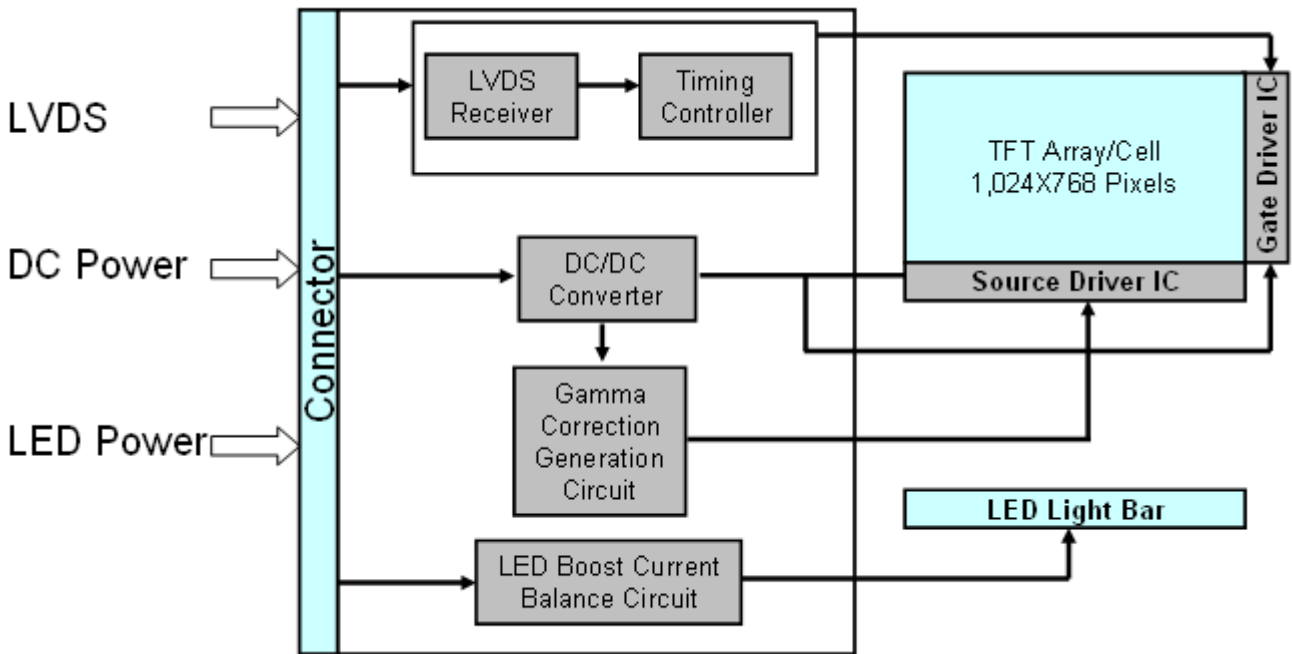 LVDS
DC Power
LED Power
Connector
LVDS
Receiver
Timing
Controller
DC/DC
Converter
Gamma
Correction
Generation
Circuit
LED Boost Current
Balance Circuit
TFT Array/Cell
1,024X768 Pixels
Gate Driver IC
Source Driver IC
LED Light Bar